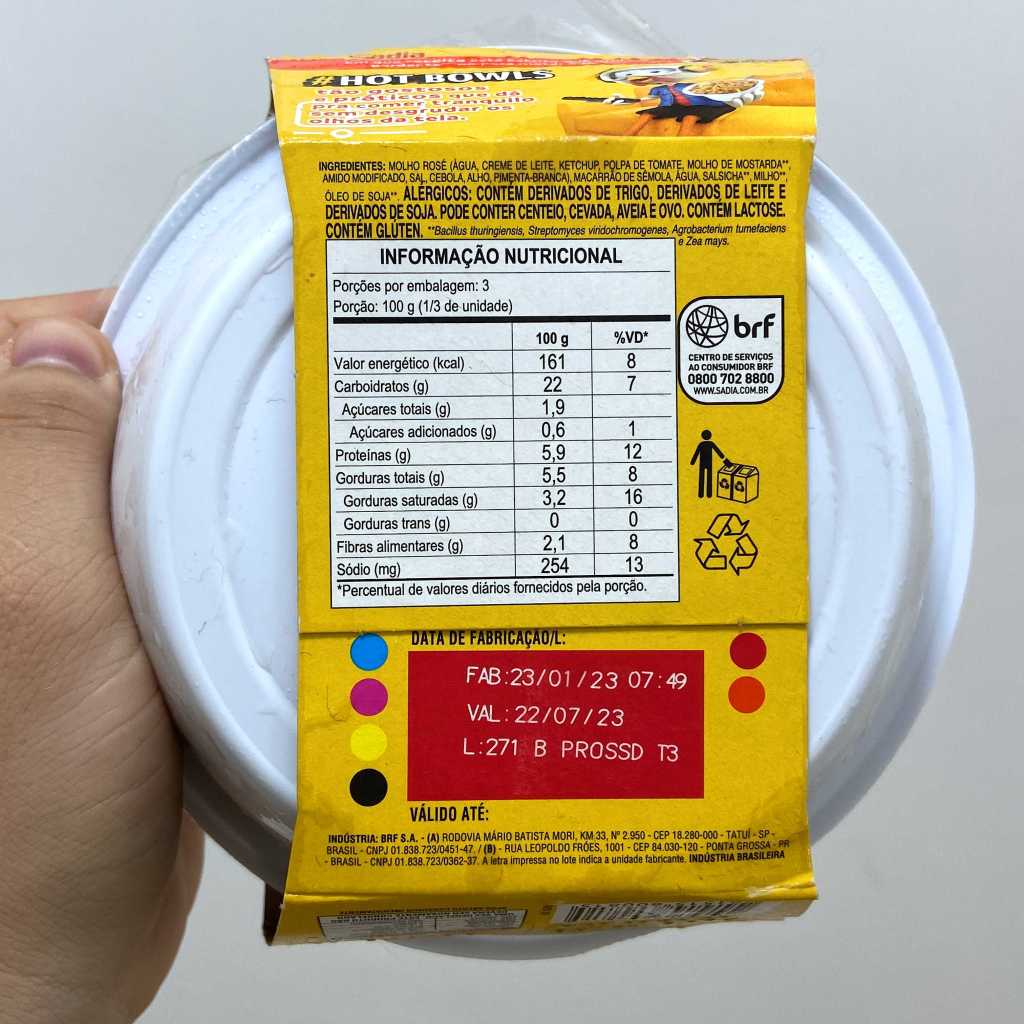 Sadia
#HOT BOWLS
tão gostosos
e práticos que dá
pra comer tranquilo
sem desgrudar os
olhos da tela.
INGREDIENTES: MOLHO ROSÉ (ÁGUA, CREME DE LEITE, KETCHUP, POLPA DE TOMATE, MOLHO DE MOSTARDA**,
AMIDO MODIFICADO, SAL, CEBOLA, ALHO, PIMENTA-BRANCA), MACARRÃO DE SÊMOLA, ÁGUA, SALSICHA**, MILHO**,
ÓLEO DE SOJA**. ALÉRGICOS: CONTÉM DERIVADOS DE TRIGO, DERIVADOS DE LEITE E
DERIVADOS DE SOJA. PODE CONTER CENTEIO, CEVADA, AVEIA E OVO. CONTÉM LACTOSE.
CONTÉM GLÚTEN. **Bacillus thuringiensis, Streptomyces viridochromogenes, Agrobacterium tumefaciens
e Zea mays.
INFORMAÇÃO NUTRICIONAL
Porções por embalagem: 3
Porção: 100 g (1/3 de unidade)
100 g %VD*
Valor energético (kcal) 161 8
Carboidratos (g) 22 7
Açúcares totais (g) 1,9
Açúcares adicionados (g) 0,6 1
Proteínas (g) 5,9 12
Gorduras totais (g) 5,5 8
Gorduras saturadas (g) 3,2 16
Gorduras trans (g) 0 0
Fibras alimentares (g) 2,1 8
Sódio (mg) 254 13
*Percentual de valores diários fornecidos pela porção.
brf
CENTRO DE SERVIÇOS
AO CONSUMIDOR BRF
0800 702 8800
WWW.SADIA.COM.BR
DATA DE FABRICAÇÃO/L:
FAB:23/01/23 07:49
VAL:22/07/23
L:271 B PROSSD T3
VÁLIDO ATÉ:
INDÚSTRIA: BRF S.A. - (A) RODOVIA MÁRIO BATISTA MORI, KM 33, Nº 2.950 - CEP 18.280-000 - TATUÍ - SP -
BRASIL - CNPJ 01.838.723/0451-47. / (B) - RUA LEOPOLDO FRÓES, 1001 - CEP 84.030-120 - PONTA GROSSA - PR
- BRASIL - CNPJ 01.838.723/0362-37. A letra impressa no lote indica a unidade fabricante. INDÚSTRIA BRASILEIRA